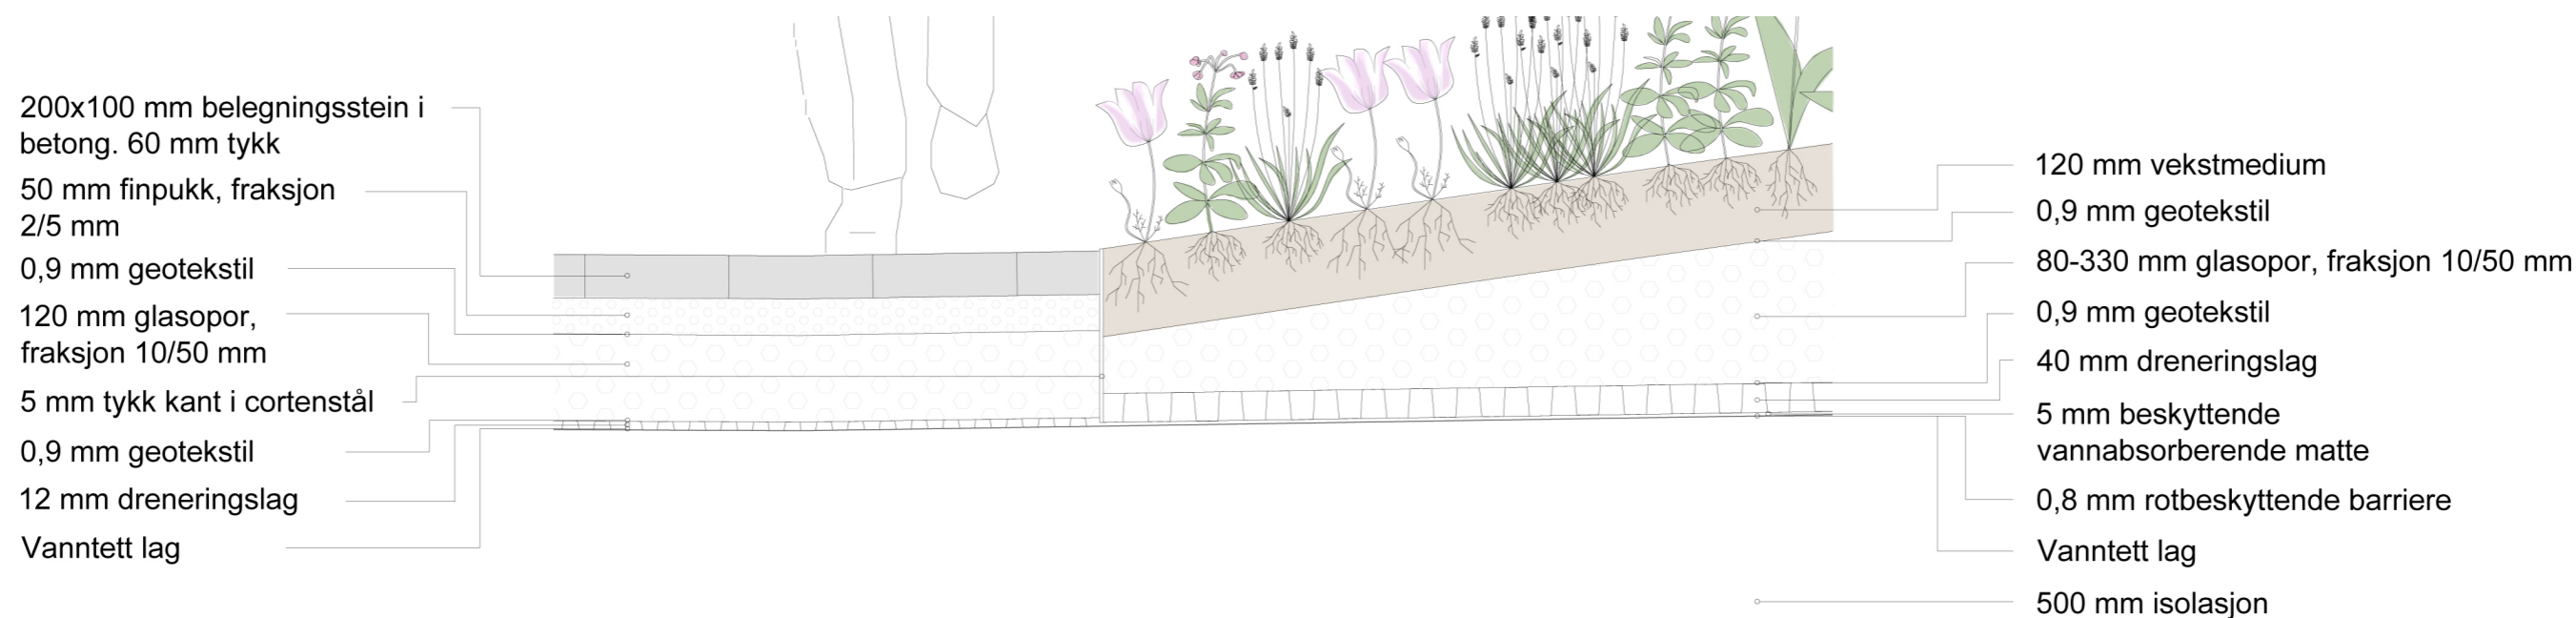 200x100 mm belegningsstein i
betong. 60 mm tykk
50 mm finpukk, fraksjon
2/5 mm
0,9 mm geotekstil
120 mm glasopor,
fraksjon 10/50 mm
5 mm tykk kant i cortenstål
0,9 mm geotekstil
12 mm dreneringslag
Vanntett lag
120 mm vekstmedium
0,9 mm geotekstil
80-330 mm glasopor, fraksjon 10/50 mm
0,9 mm geotekstil
40 mm dreneringslag
5 mm beskyttende
vannabsorberende matte
0,8 mm rotbeskyttende barriere
Vanntett lag
500 mm isolasjon